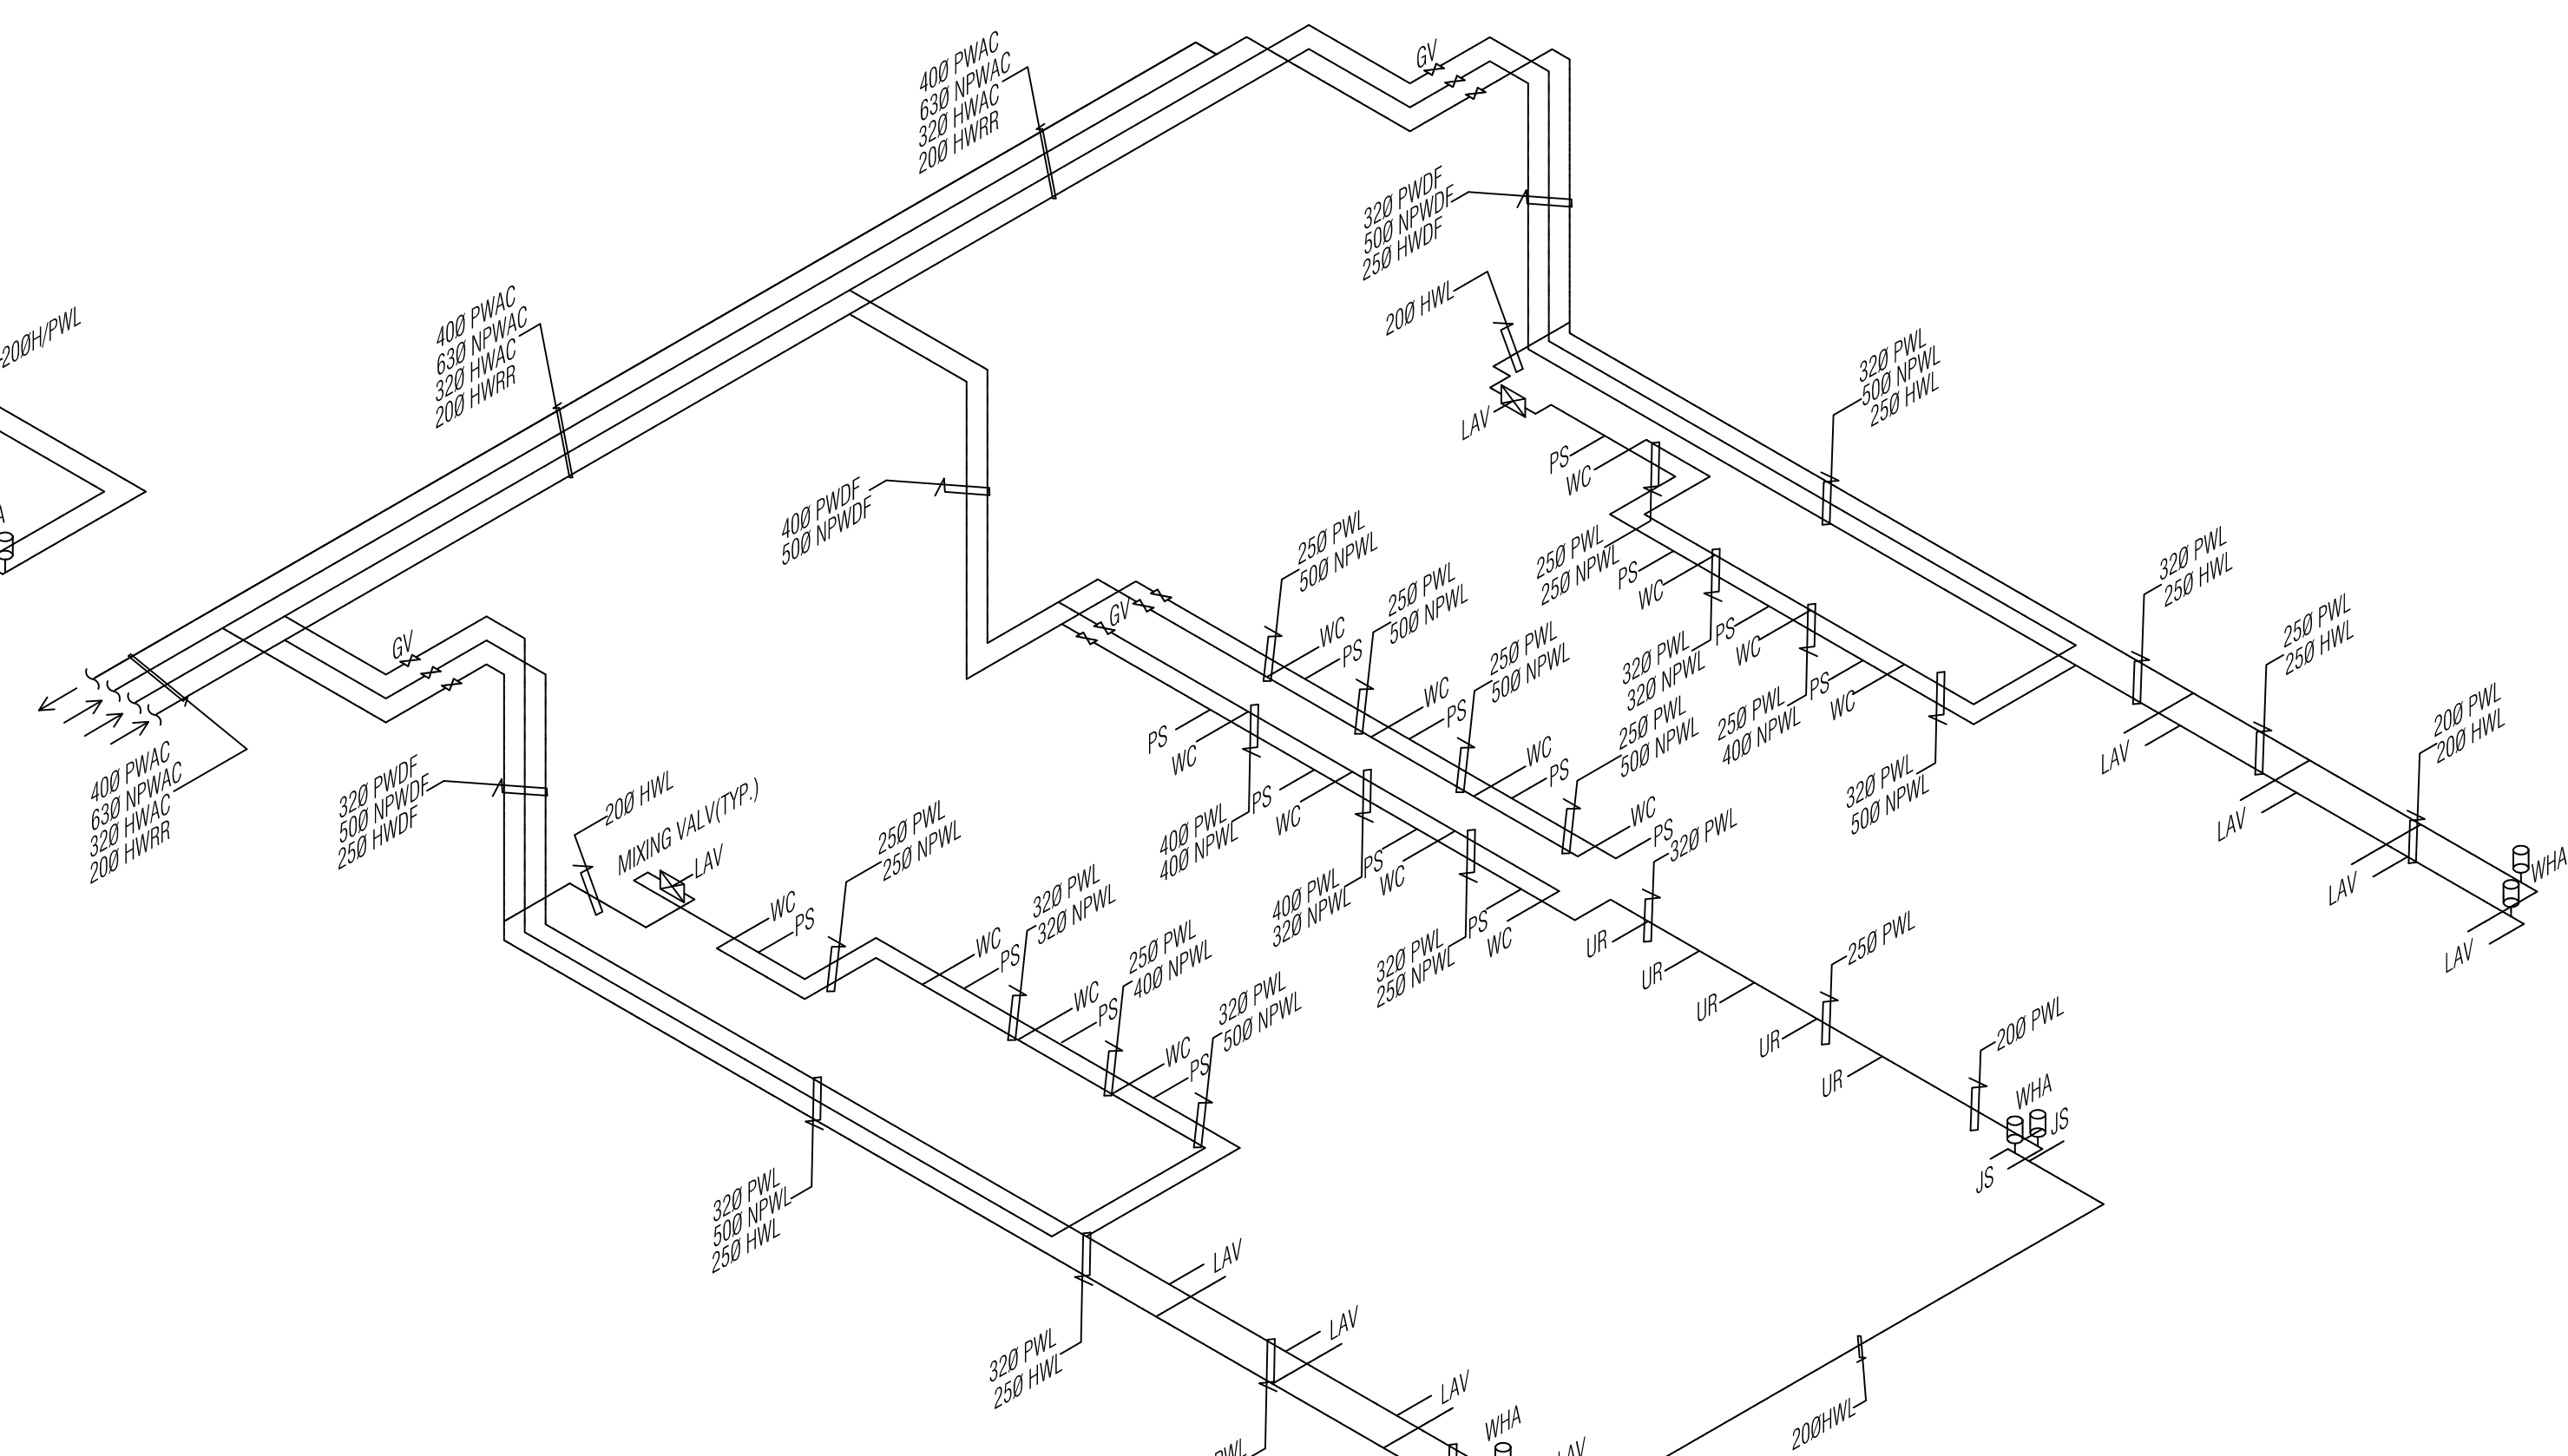 40Ø PWAC
63Ø NPWAC
32Ø HWAC
20Ø HWRR
GV
32Ø PWDF
50Ø NPWDF
25Ø HWDF
20Ø HWL
LAV
20ØH/PWL
40Ø PWAC
63Ø NPWAC
32Ø HWAC
20Ø HWRR
32Ø PWL
50Ø NPWL
25Ø HWL
PS
WC
40Ø PWDF
50Ø NPWDF
25Ø PWL
50Ø NPWL
25Ø PWL
25Ø NPWL
PS
WC
32Ø PWL
25Ø HWL
25Ø PWL
50Ø NPWL
GV
WC
PS
25Ø PWL
50Ø NPWL
32Ø PWL
32Ø NPWL
PS
WC
25Ø PWL
25Ø HWL
GV
WC
PS
25Ø PWL
50Ø NPWL
25Ø PWL
40Ø NPWL
PS
WC
20Ø PWL
20Ø HWL
PS
WC
WC
PS
32Ø PWL
50Ø NPWL
LAV
40Ø PWAC
63Ø NPWAC
32Ø HWAC
20Ø HWRR
32Ø PWDF
50Ø NPWDF
25Ø HWDF
20Ø HWL
MIXING VALV(TYP.)
LAV
25Ø PWL
25Ø NPWL
40Ø PWL
40Ø NPWL
PS
WC
WC
PS
32Ø PWL
LAV
WHA
LAV
LAV
WC
PS
32Ø PWL
32Ø NPWL
40Ø PWL
32Ø NPWL
PS
WC
WC
PS
25Ø PWL
40Ø NPWL
32Ø PWL
25Ø NPWL
PS
WC
UR
25Ø PWL
UR
UR
UR
UR
20Ø PWL
WC
PS
32Ø PWL
50Ø NPWL
WC
PS
WHA
JS
JS
32Ø PWL
50Ø NPWL
25Ø HWL
LAV
32Ø PWL
25Ø HWL
LAV
LAV
WHA
LAV
20ØHWL
PWL